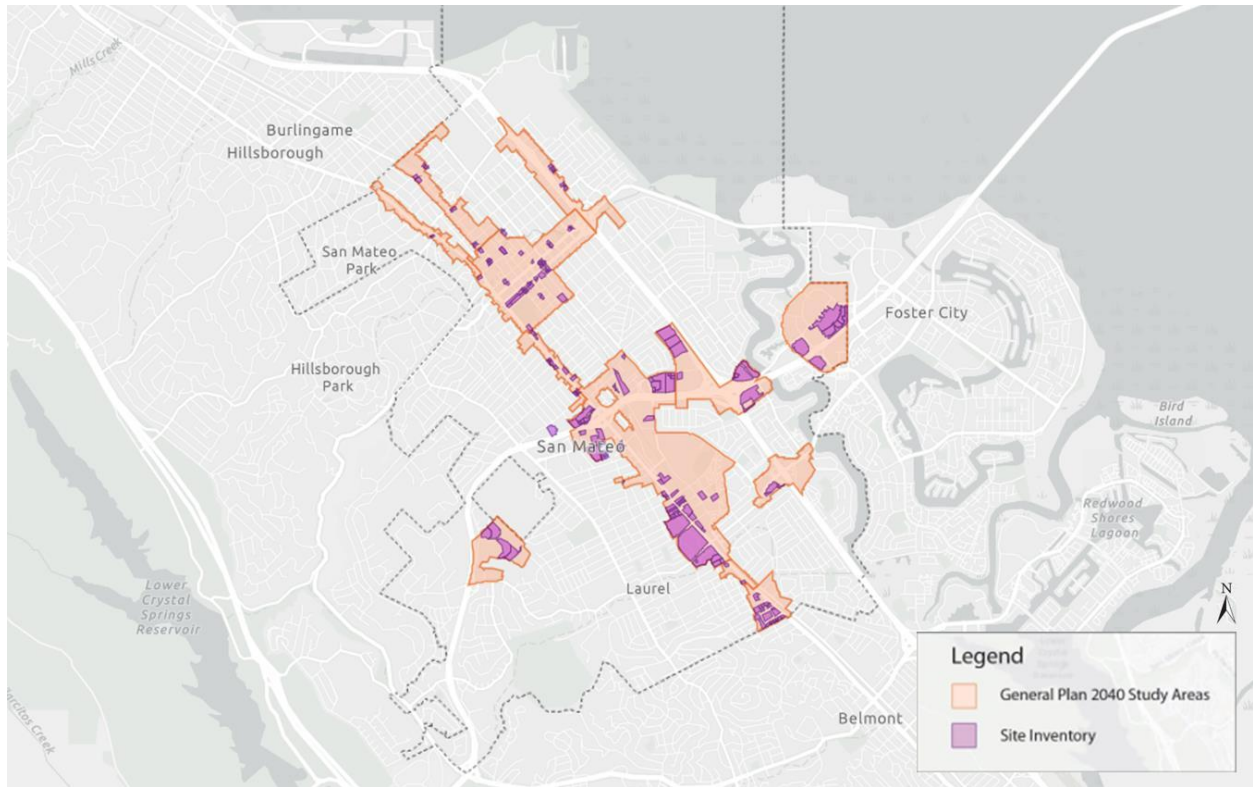 Mills Creek
Burlingame
Hillsborough
San Mateo
Park
Foster City
Hillsborough
Park
Bird
Island
San Mateo
Redwood
Shores
Lagoon
Laurel
Lower
Crystal
Springs
Reservoir
N
Legend
General Plan 2040 Study Areas
Site Inventory
Belmont